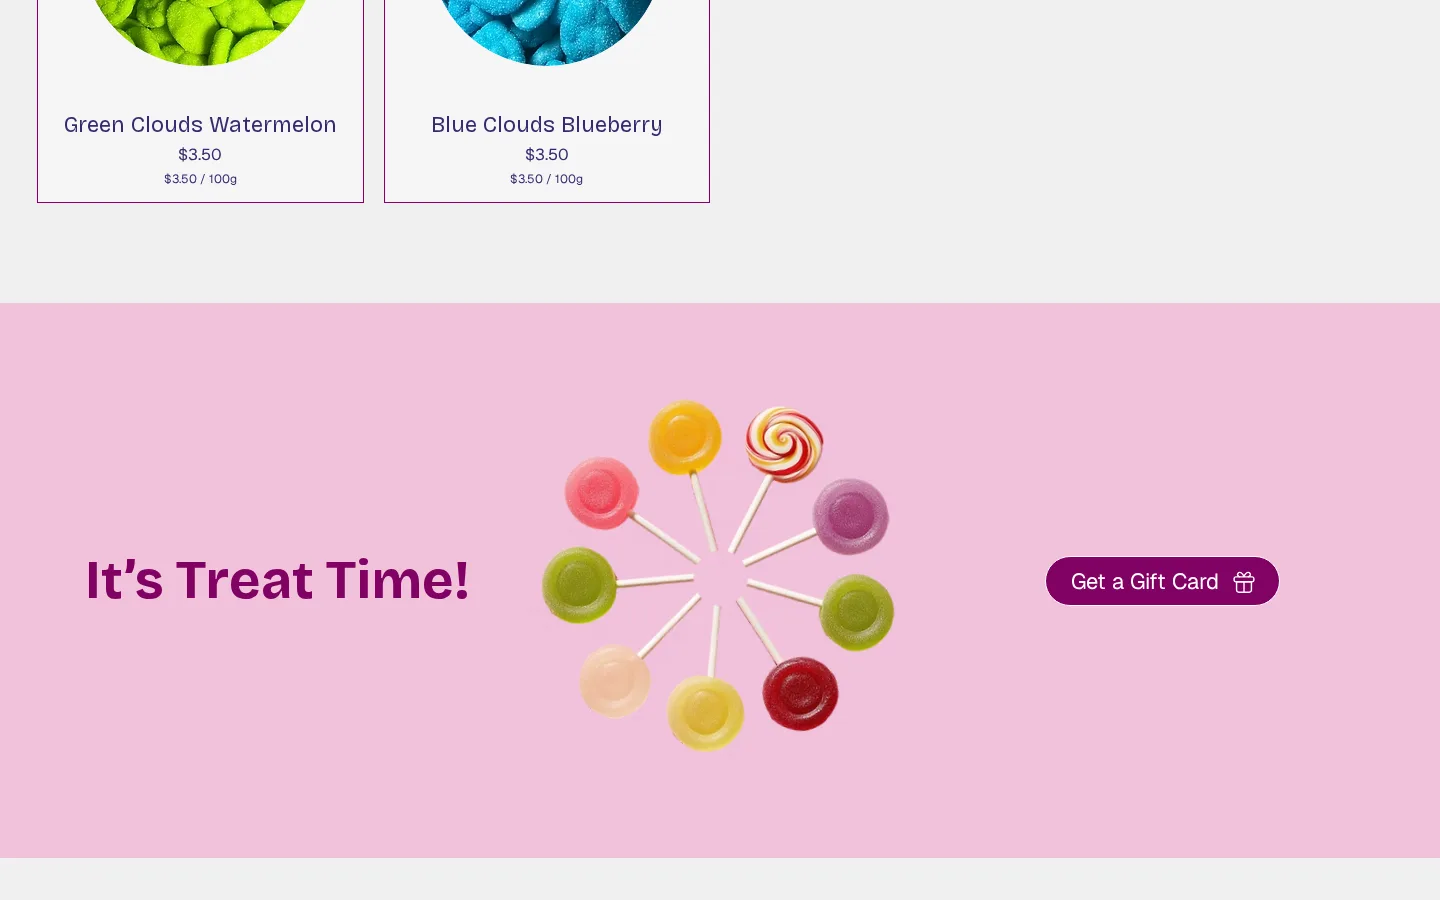 Green Clouds Watermelon
$3.50
$3.50 / 100g
Blue Clouds Blueberry
$3.50
$3.50 / 100g
It’s Treat Time!
Get a Gift Card